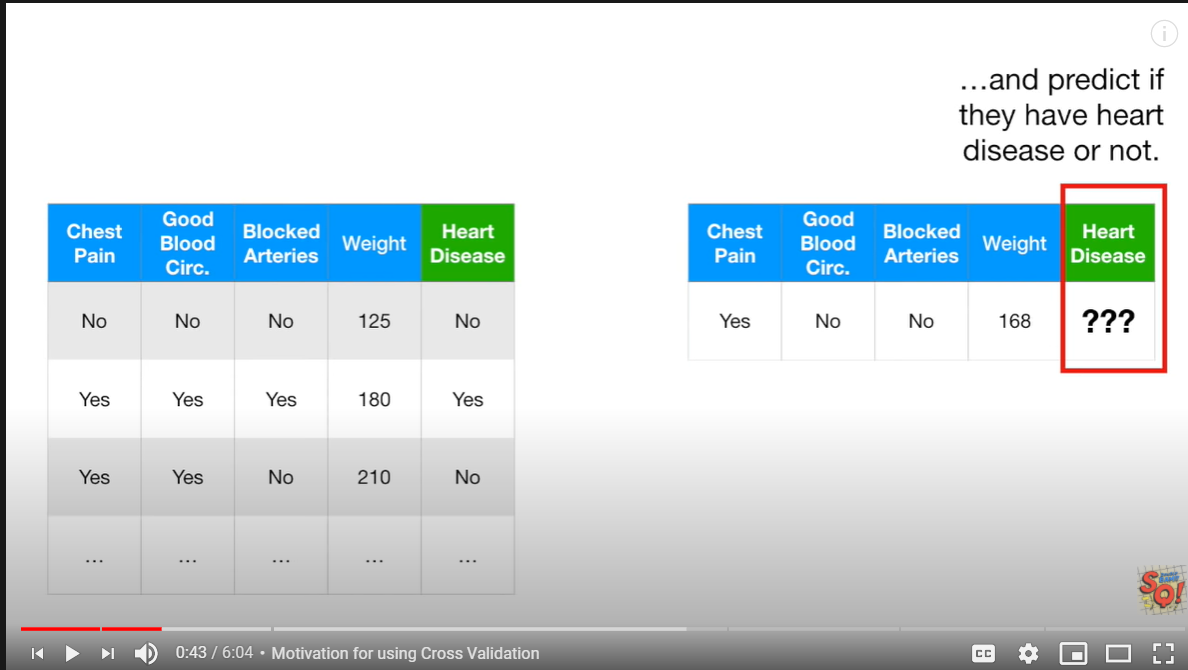 ...and predict if
they have heart
disease or not.
Chest Pain Good Blood Circ. Blocked Arteries Weight Heart Disease
No No No 125 No
Yes Yes Yes 180 Yes
Yes Yes No 210 No
... ... ... ... ...
Chest Pain Good Blood Circ. Blocked Arteries Weight Heart Disease
Yes No No 168 ???
SQ!
0:43 / 6:04 • Motivation for using Cross Validation
CC